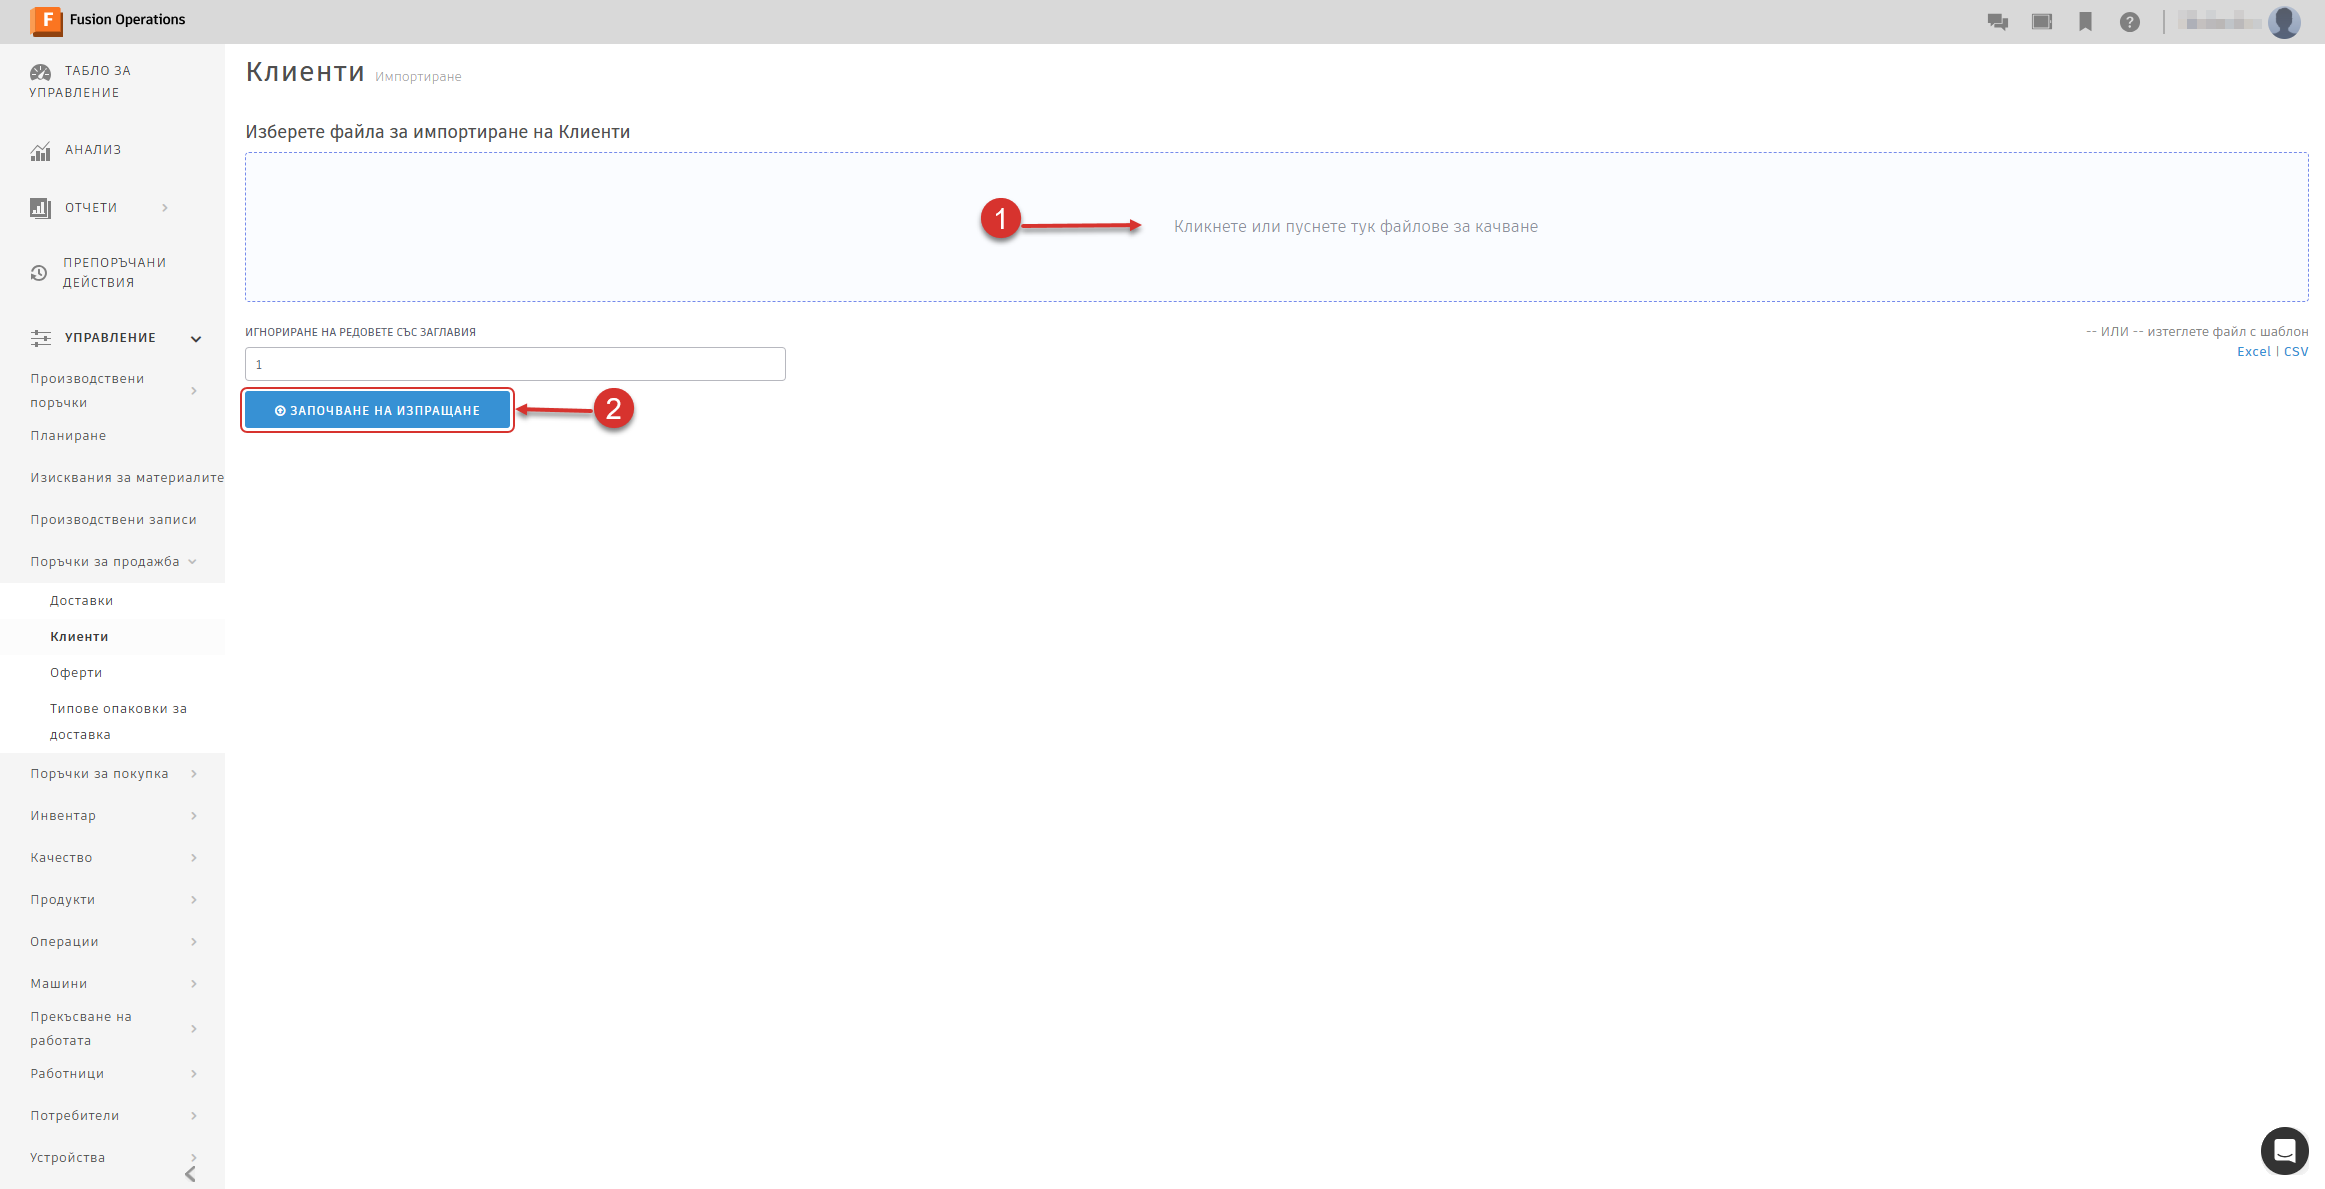 Fusion Operations
ТАБЛО ЗА
УПРАВЛЕНИЕ
АНАЛИЗ
ОТЧЕТИ
ПРЕПОРЪЧАНИ
ДЕЙСТВИЯ
УПРАВЛЕНИЕ
Производствени
поръчки
Планиране
Изисквания за материалите
Производствени записи
Поръчки за продажба
Доставки
Клиенти
Оферти
Типове опаковки за
доставка
Поръчки за покупка
Инвентар
Качество
Продукти
Операции
Машини
Прекъсване на
работата
Работници
Потребители
Устройства
Клиенти Импортиране
Изберете файла за импортиране на Клиенти
1
Кликнете или пуснете тук файлове за качване
ИГНОРИРАНЕ НА РЕДОВЕТЕ СЪС ЗАГЛАВИЯ
1
-- ИЛИ -- изтеглете файл с шаблон
Excel | CSV
ЗАПОЧВАНЕ НА ИЗПРАЩАНЕ
2